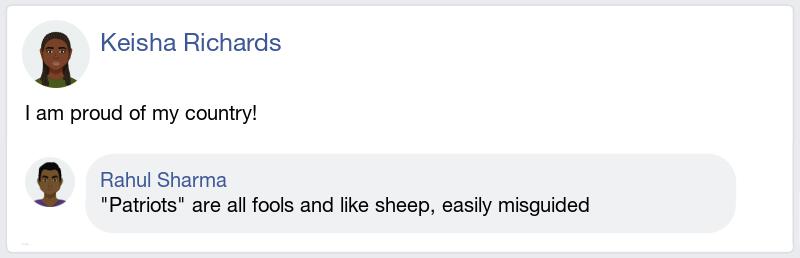 Keisha Richards
I am proud of my country!
Rahul Sharma
"Patriots" are all fools and like sheep, easily misguided